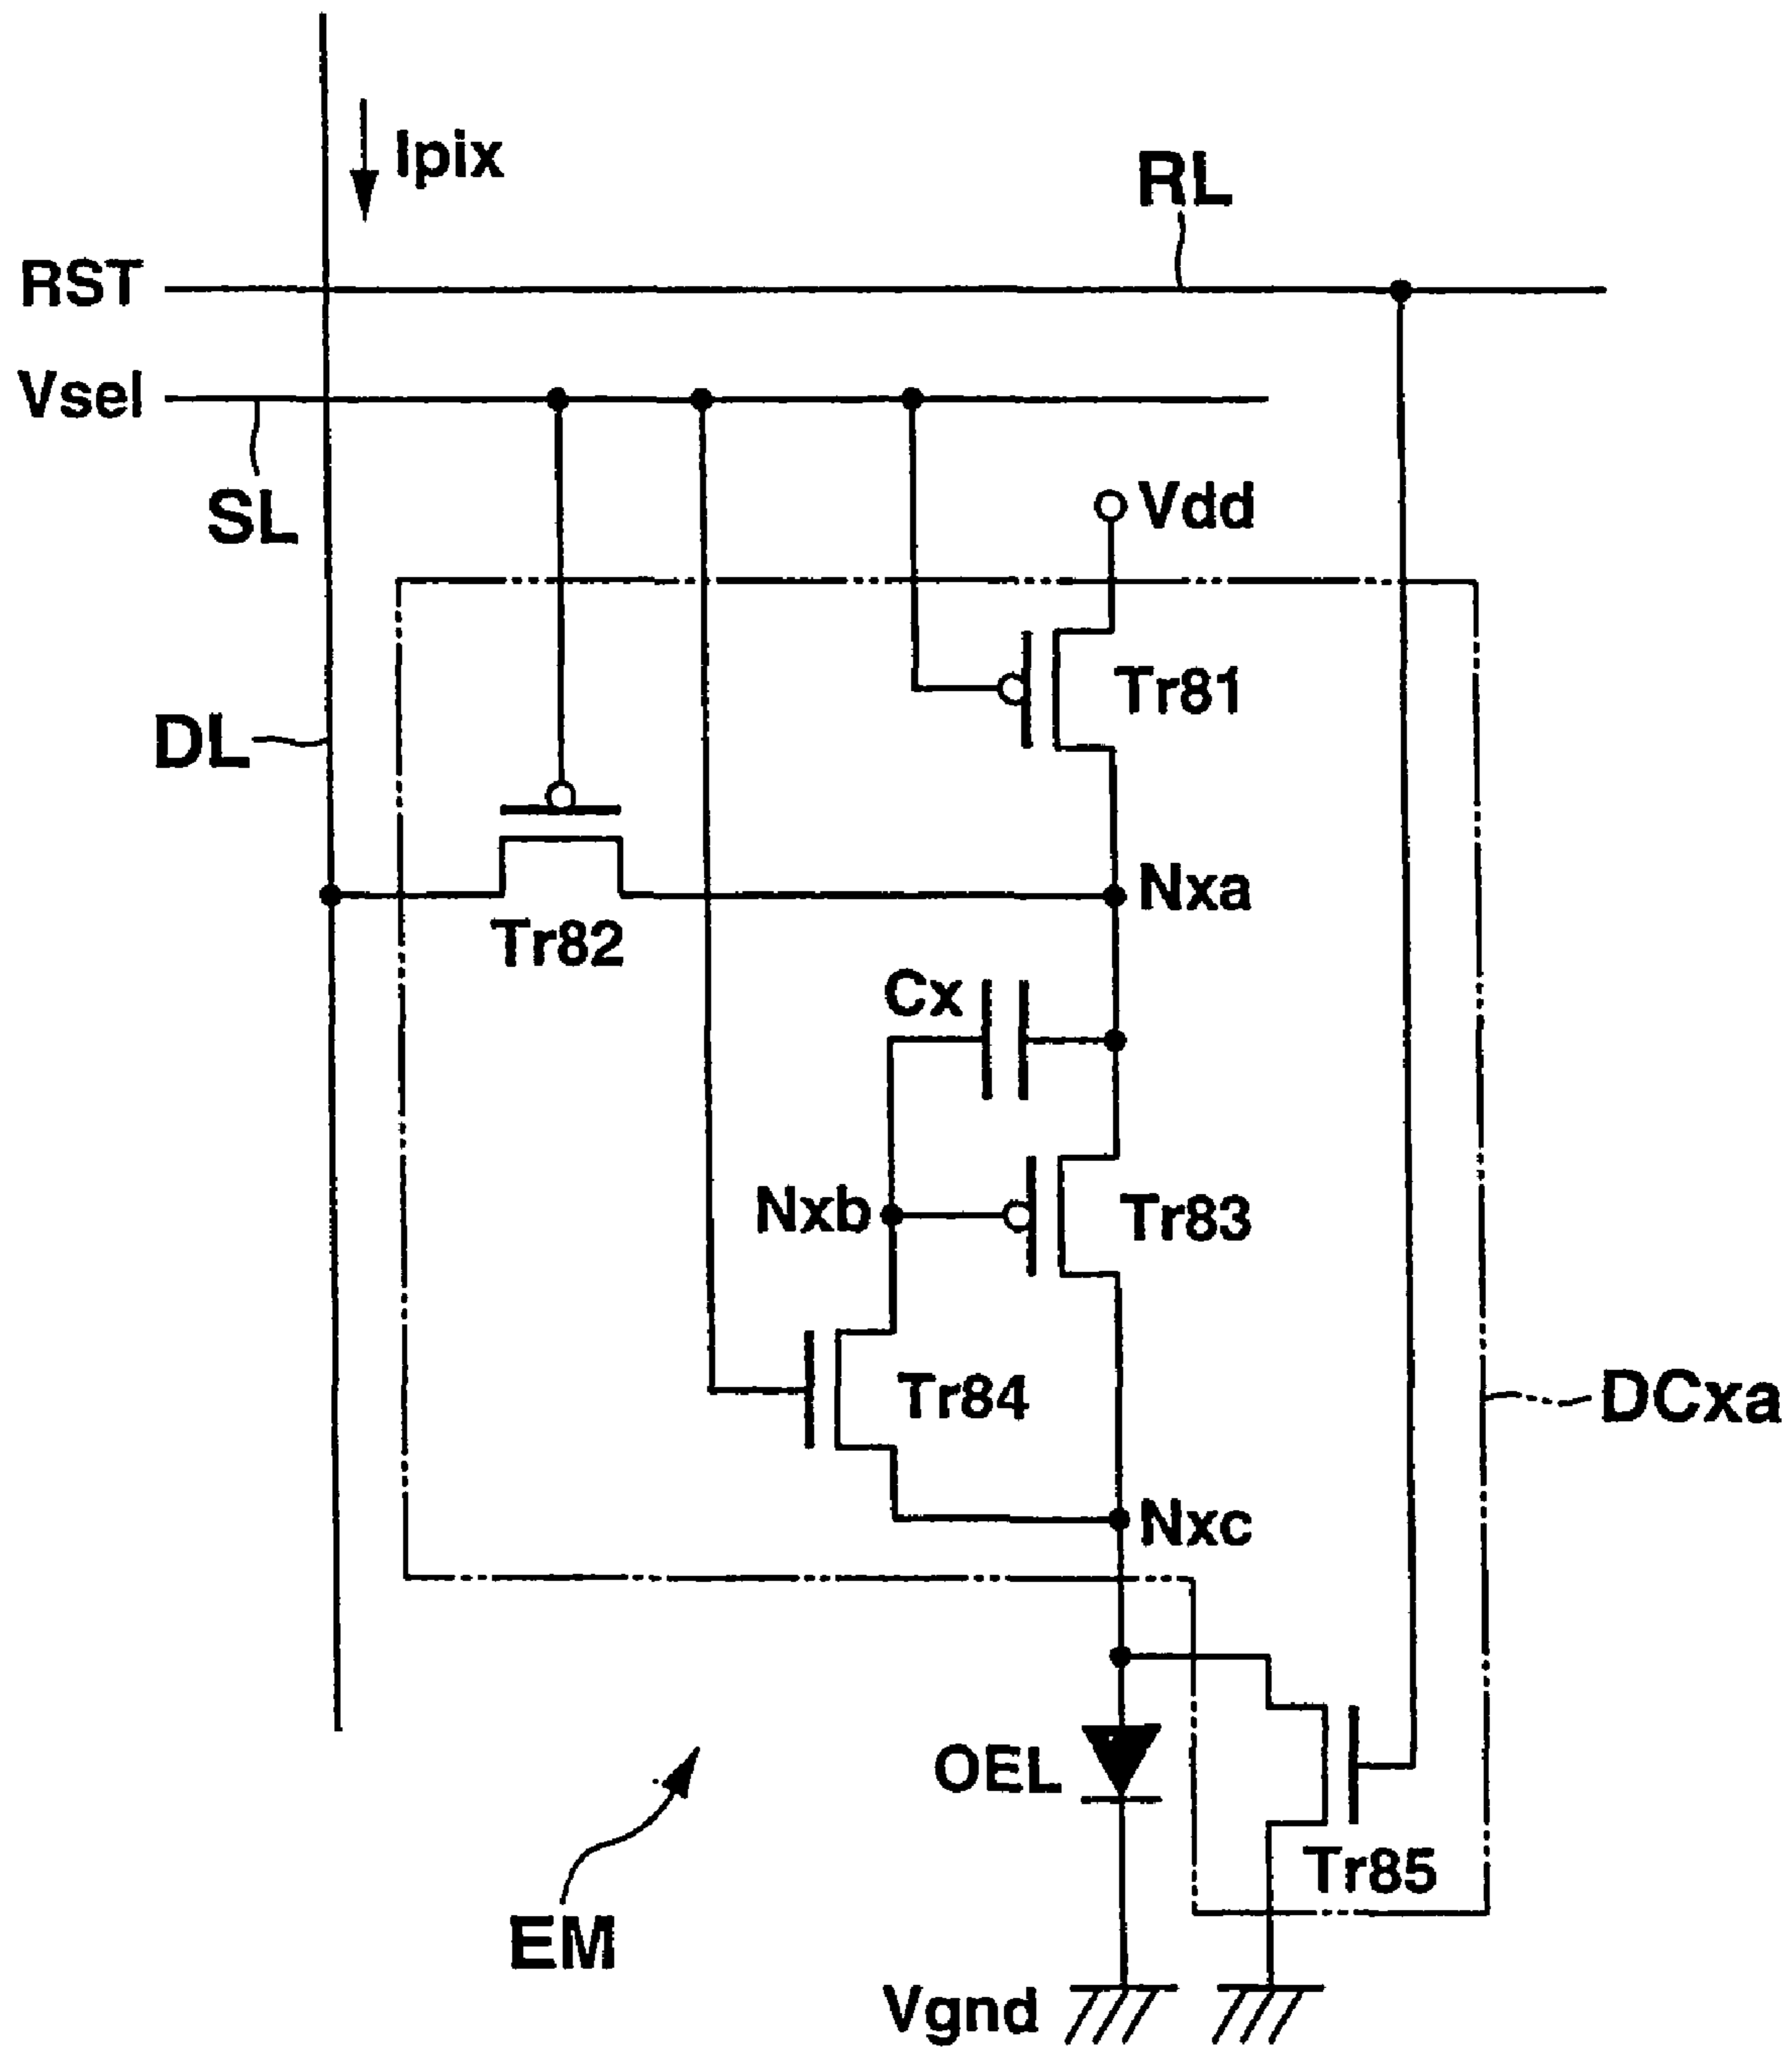 Ipix
RL
RST
Vsel
SL
Vdd
Tr81
DL
Nxa
Tr82
Cx
Nxb
Tr83
Tr84
DCxa
Nxc
OEL
Tr85
EM
Vgnd